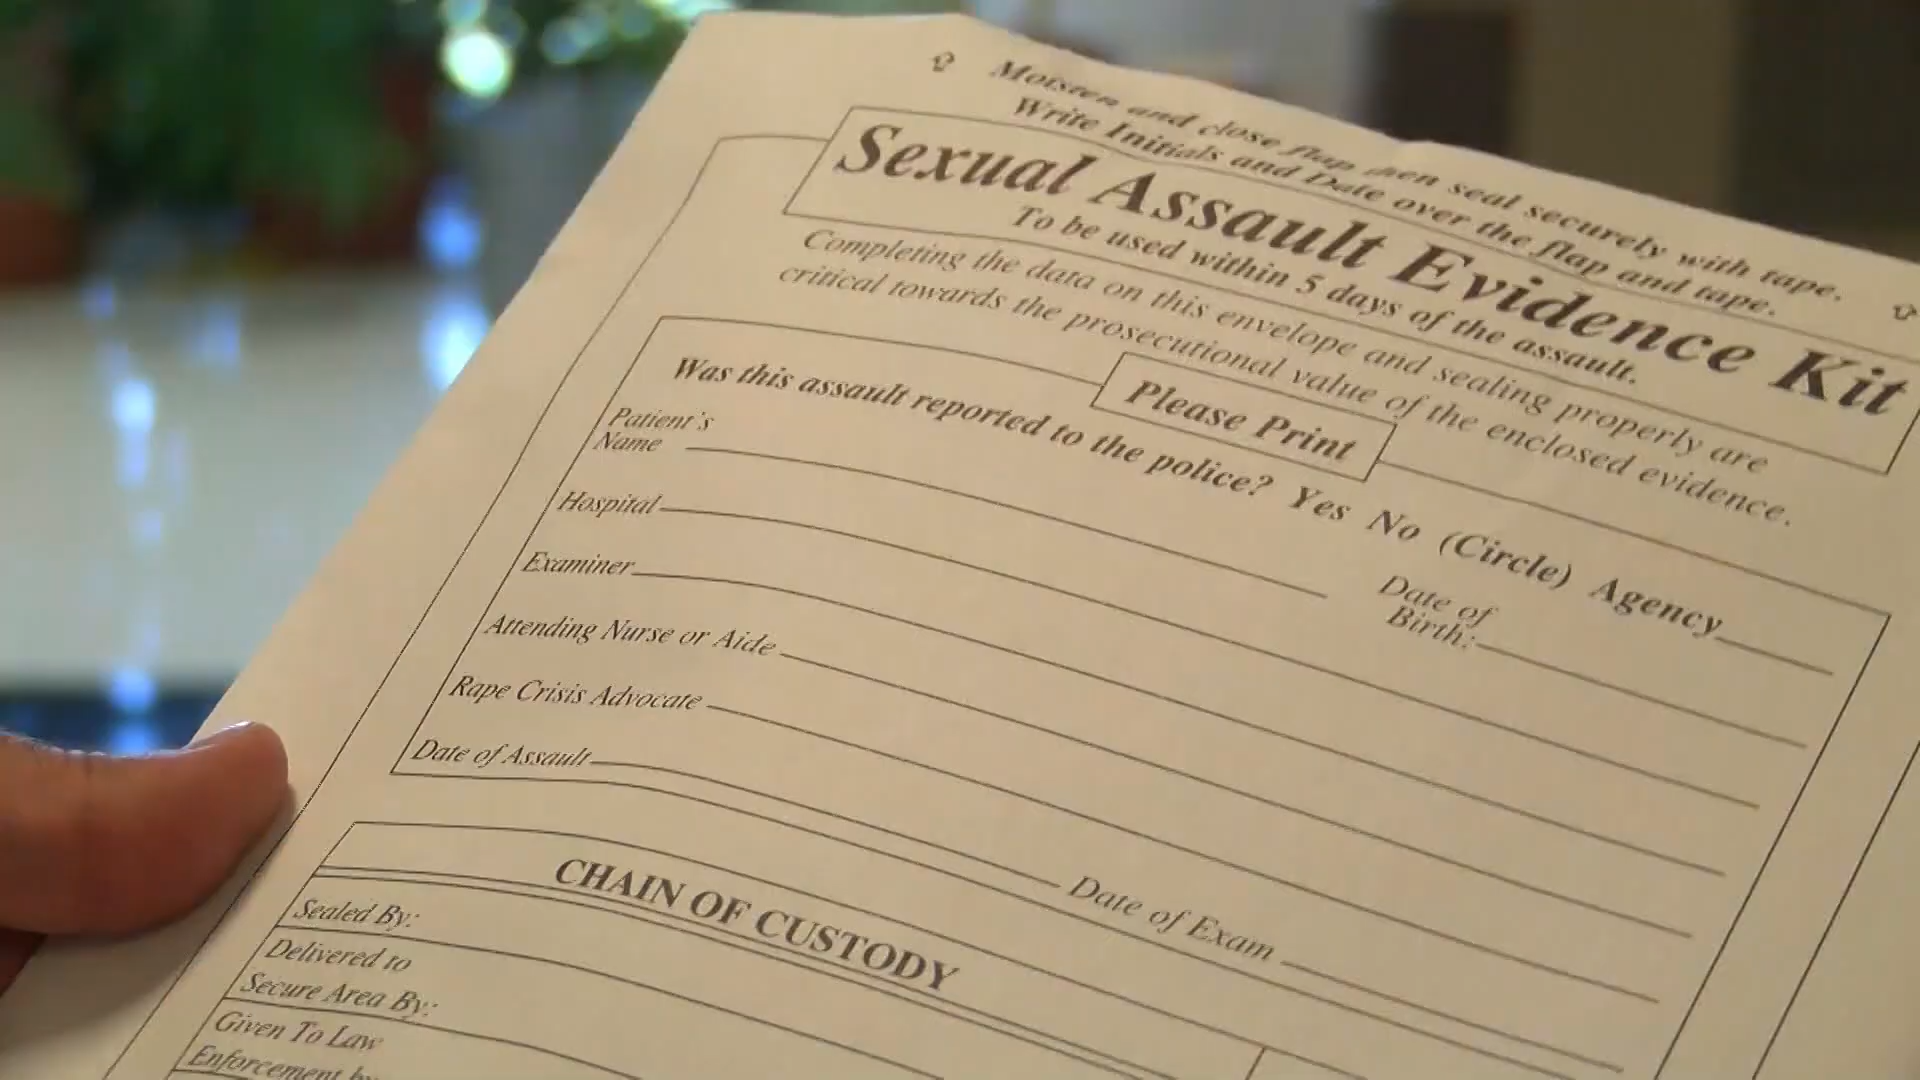 Moisten and close flap then seal securely with tape.
Write Initials and Date over the flap and tape.
Sexual Assault Evidence Kit
To be used within 5 days of the assault.
Completing the data on this envelope and sealing properly are
critical towards the prosecutional value of the enclosed evidence.
Please Print
Was this assault reported to the police? Yes No (Circle) Agency
Patient's
Name
Date of
Birth:
Hospital
Examiner
Attending Nurse or Aide
Rape Crisis Advocate
Date of Assault
Date of Exam
CHAIN OF CUSTODY
Sealed By:
Delivered to
Secure Area By:
Given To Law
Enforcement by